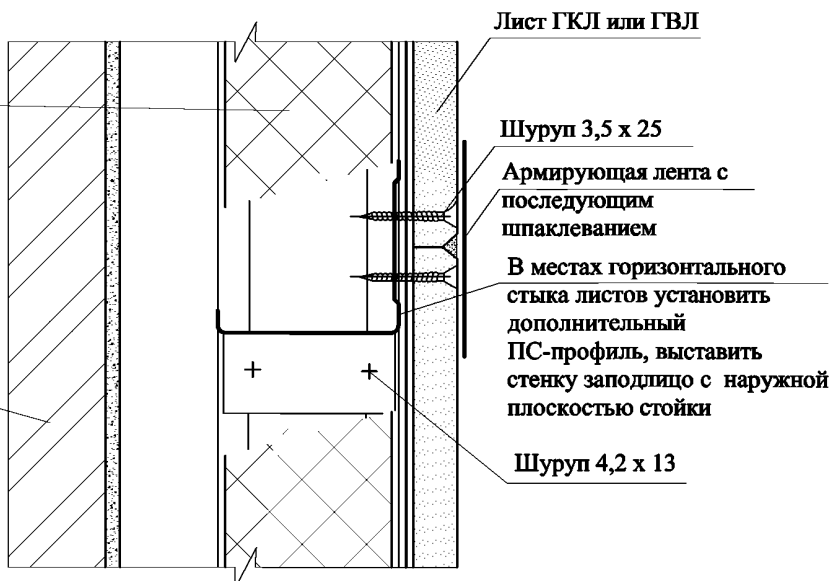 Лист ГКЛ или ГВЛ
Шуруп 3,5 х 25
Армирующая лента с
последующим
шпаклеванием
В местах горизонтального
стыка листов установить
дополнительный
ПС-профиль, выставить
стенку заподлицо с наружной
плоскостью стойки
Шуруп 4,2 х 13